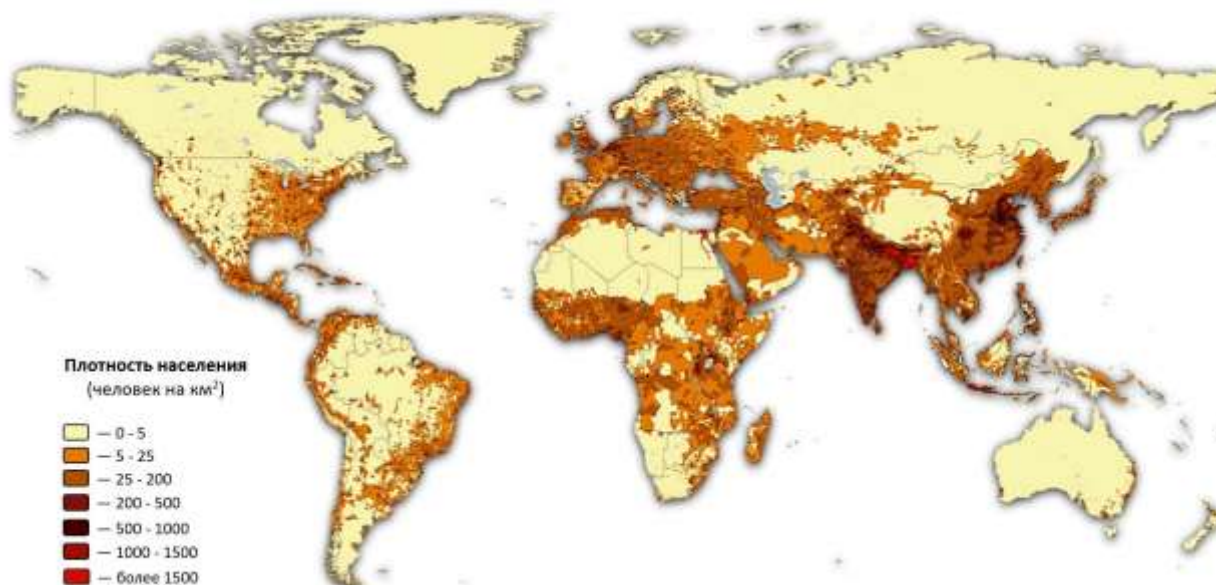 Плотность населения
(человек на км²)
— 0 - 5
— 5 - 25
— 25 - 200
— 200 - 500
— 500 - 1000
— 1000 - 1500
— более 1500